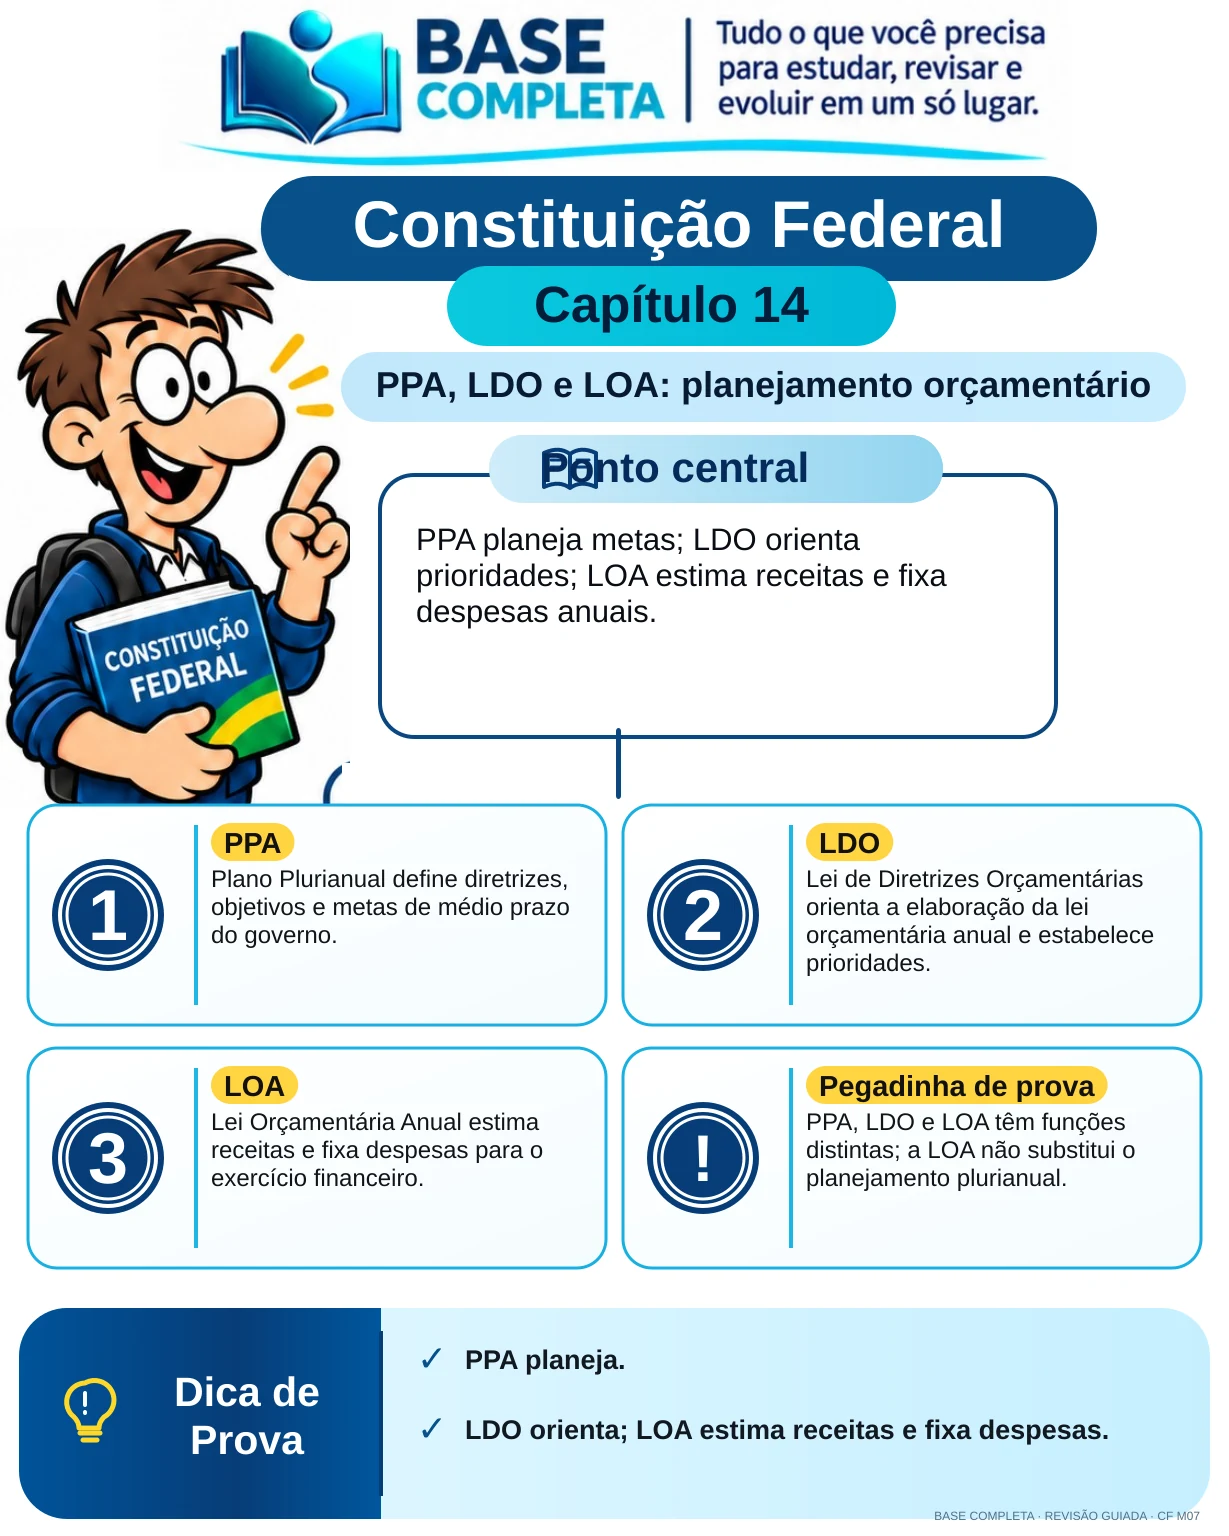 BASE
COMPLETA
Tudo o que você precisa
para estudar, revisar e
evoluir em um só lugar.
Constituição Federal
Capítulo 14
PPA, LDO e LOA: planejamento orçamentário
Ponto central
PPA planeja metas; LDO orienta
prioridades; LOA estima receitas e fixa
despesas anuais.
CONSTITUIÇÃO
FEDERAL
1
PPA
Plano Plurianual define diretrizes,
objetivos e metas de médio prazo
do governo.
2
LDO
Lei de Diretrizes Orçamentárias
orienta a elaboração da lei
orçamentária anual e estabelece
prioridades.
3
LOA
Lei Orçamentária Anual estima
receitas e fixa despesas para o
exercício financeiro.
!
Pegadinha de prova
PPA, LDO e LOA têm funções
distintas; a LOA não substitui o
planejamento plurianual.
Dica de
Prova
✓ PPA planeja.
✓ LDO orienta; LOA estima receitas e fixa despesas.
BASE COMPLETA · REVISÃO GUIADA · CF M07